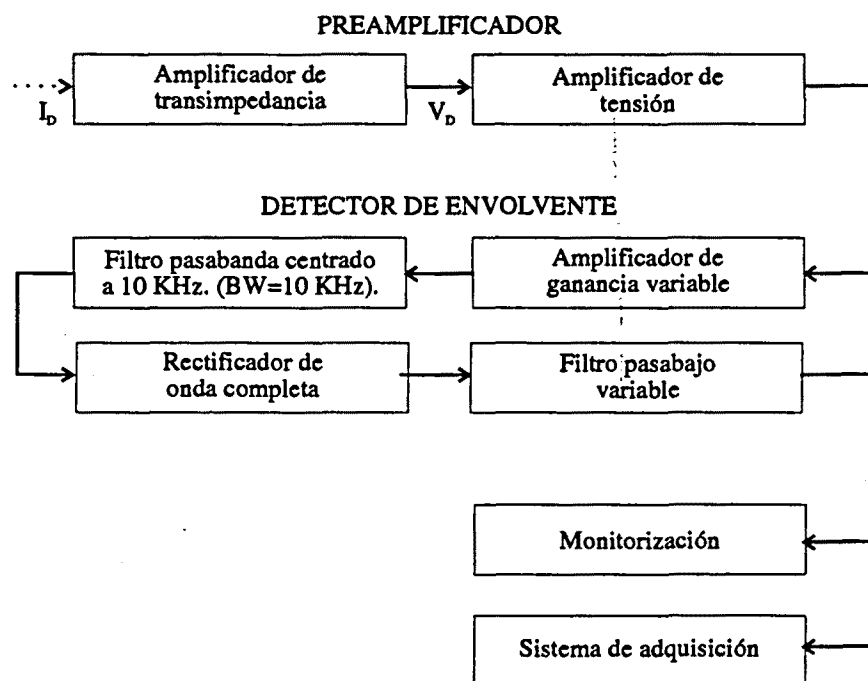 PREAMPLIFICADOR
Amplificador de
transimpedancia
I_D
V_D
Amplificador de
tensión
DETECTOR DE ENVOLVENTE
Filtro pasabanda centrado
a 10 KHz. (BW=10 KHz).
Amplificador de
ganancia variable
Rectificador de
onda completa
Filtro pasabajo
variable
Monitorización
Sistema de adquisición